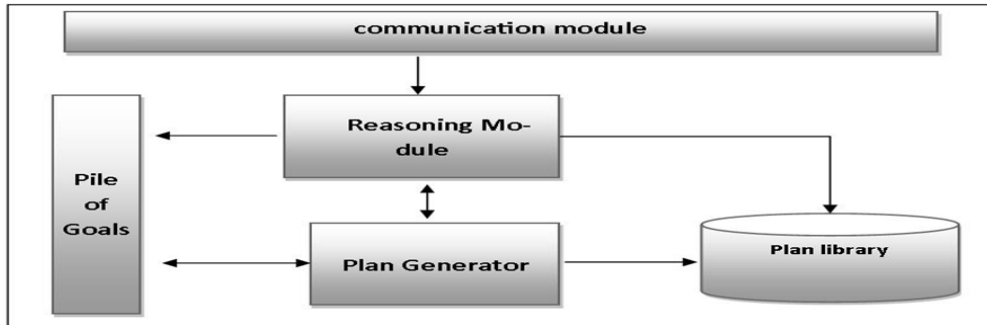 communication module
Reasoning Mo-
dule
Pile
of
Goals
Plan Generator
Plan library